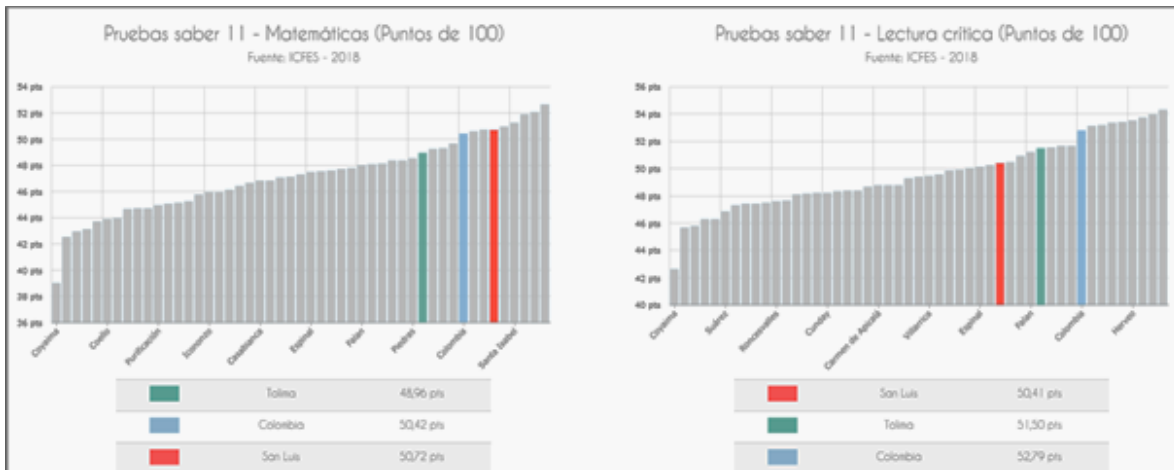 Pruebas saber 11 - Matemáticas (Puntos de 100)
Fuente: ICFES - 2018
54 pts
52 pts
50 pts
48 pts
46 pts
44 pts
42 pts
40 pts
38 pts
36 pts
Coyaima
Coello
Purificación
Icononzo
Casabianca
Espinal
Falan
Piedras
Colombia
Santa Isabel
Tolima 48,96 pts
Colombia 50,42 pts
San Luis 50,72 pts
Pruebas saber 11 - Lectura crítica (Puntos de 100)
Fuente: ICFES - 2018
56 pts
54 pts
52 pts
50 pts
48 pts
46 pts
44 pts
42 pts
40 pts
Coyaima
Suárez
Roncesvalles
Cunday
Carmen de Apicalá
Villarrica
Espinal
Falan
Colombia
Herveo
San Luis 50,41 pts
Tolima 51,50 pts
Colombia 52,79 pts